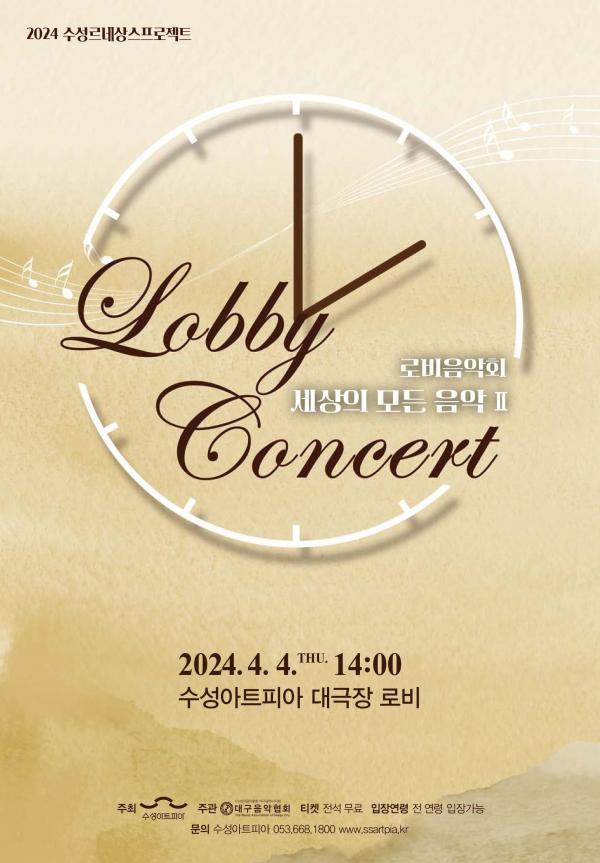 2024 수성르네상스프로젝트
Lobby
로비음악회
세상의 모든 음악 II
Concert
2024. 4. 4. THU. 14:00
수성아트피아 대극장 로비
주최 수성아트피아 주관 대구음악협회 티켓 전석 무료 입장연령 전 연령 입장가능
문의 수성아트피아 053.668.1800 www.ssartpia.kr